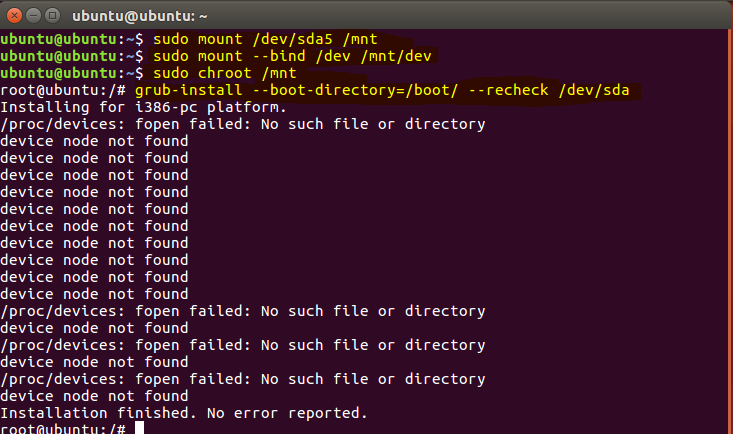 ubuntu@ubuntu: ~
ubuntu@ubuntu:~$ sudo mount /dev/sda5 /mnt
ubuntu@ubuntu:~$ sudo mount --bind /dev /mnt/dev
ubuntu@ubuntu:~$ sudo chroot /mnt
root@ubuntu:/# grub-install --boot-directory=/boot/ --recheck /dev/sda
Installing for i386-pc platform.
/proc/devices: fopen failed: No such file or directory
device node not found
device node not found
device node not found
device node not found
device node not found
device node not found
device node not found
device node not found
device node not found
device node not found
/proc/devices: fopen failed: No such file or directory
device node not found
/proc/devices: fopen failed: No such file or directory
device node not found
/proc/devices: fopen failed: No such file or directory
device node not found
Installation finished. No error reported.
root@ubuntu:/#